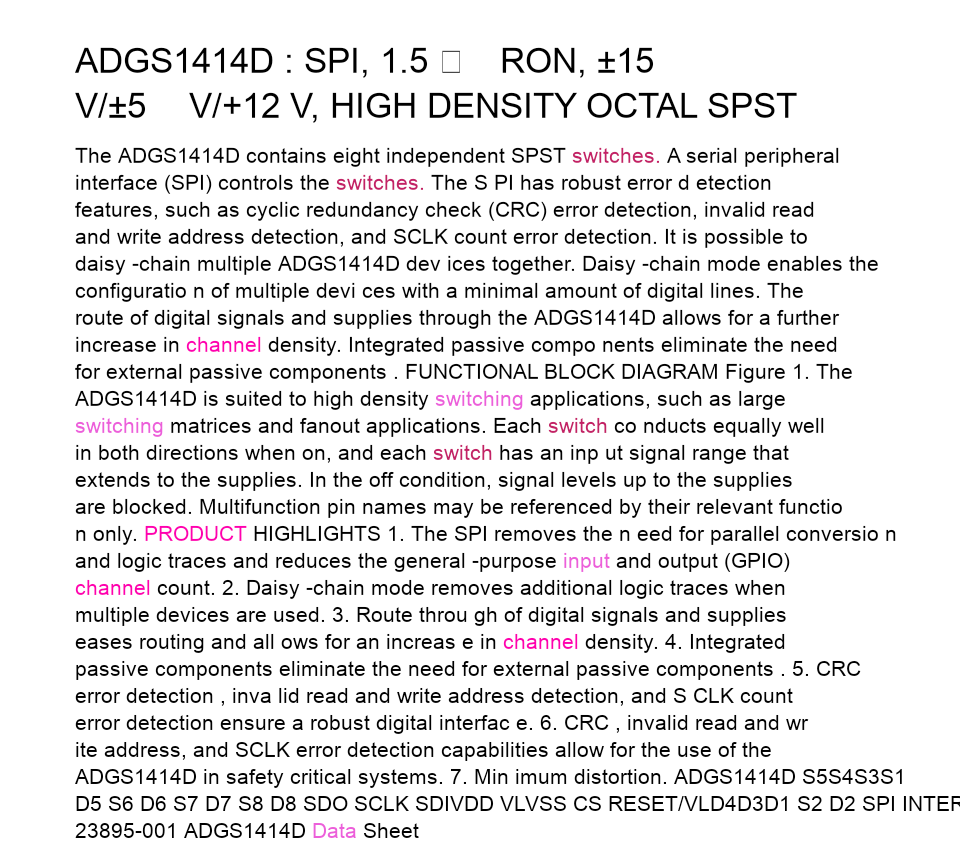 ADGS1414D : SPI, 1.5 □ RON, ±15
V/±5 V/+12 V, HIGH DENSITY OCTAL SPST
The ADGS1414D contains eight independent SPST switches. A serial peripheral
interface (SPI) controls the switches. The S PI has robust error d etection
features, such as cyclic redundancy check (CRC) error detection, invalid read
and write address detection, and SCLK count error detection. It is possible to
daisy -chain multiple ADGS1414D dev ices together. Daisy -chain mode enables the
configuratio n of multiple devi ces with a minimal amount of digital lines. The
route of digital signals and supplies through the ADGS1414D allows for a further
increase in channel density. Integrated passive compo nents eliminate the need
for external passive components . FUNCTIONAL BLOCK DIAGRAM Figure 1. The
ADGS1414D is suited to high density switching applications, such as large
switching matrices and fanout applications. Each switch co nducts equally well
in both directions when on, and each switch has an inp ut signal range that
extends to the supplies. In the off condition, signal levels up to the supplies
are blocked. Multifunction pin names may be referenced by their relevant functio
n only. PRODUCT HIGHLIGHTS 1. The SPI removes the n eed for parallel conversio n
and logic traces and reduces the general -purpose input and output (GPIO)
channel count. 2. Daisy -chain mode removes additional logic traces when
multiple devices are used. 3. Route throu gh of digital signals and supplies
eases routing and all ows for an increas e in channel density. 4. Integrated
passive components eliminate the need for external passive components . 5. CRC
error detection , inva lid read and write address detection, and S CLK count
error detection ensure a robust digital interfac e. 6. CRC , invalid read and wr
ite address, and SCLK error detection capabilities allow for the use of the
ADGS1414D in safety critical systems. 7. Min imum distortion. ADGS1414D S5S4S3S1
D5 S6 D6 S7 D7 S8 D8 SDO SCLK SDIVDD VLVSS CS RESET/VLD4D3D1 S2 D2 SPI INTER
23895-001 ADGS1414D Data Sheet